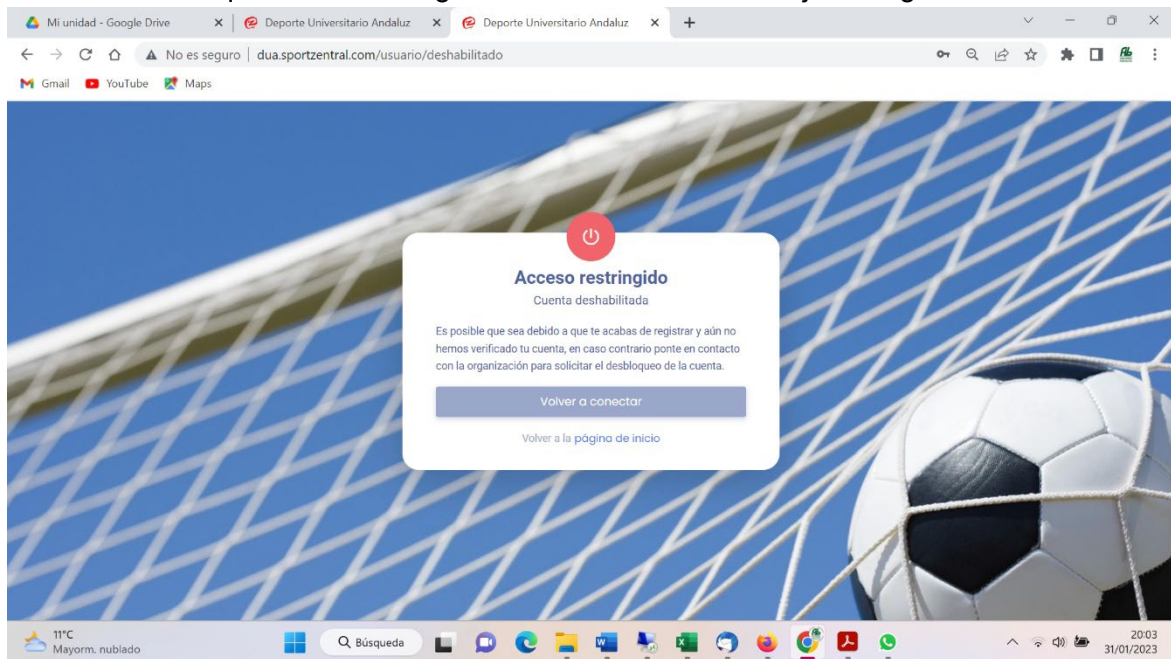 Mi unidad - Google Drive
Deporte Universitario Andaluz
Deporte Universitario Andaluz
No es seguro | dua.sportzentral.com/usuario/deshabilitado
Gmail
YouTube
Maps
Acceso restringido
Cuenta deshabilitada
Es posible que sea debido a que te acabas de registrar y aún no
hemos verificado tu cuenta, en caso contrario ponte en contacto
con la organización para solicitar el desbloqueo de la cuenta.
Volver a conectar
Volver a la página de inicio
11°C
Mayorm. nublado
Búsqueda
20:03
31/01/2023